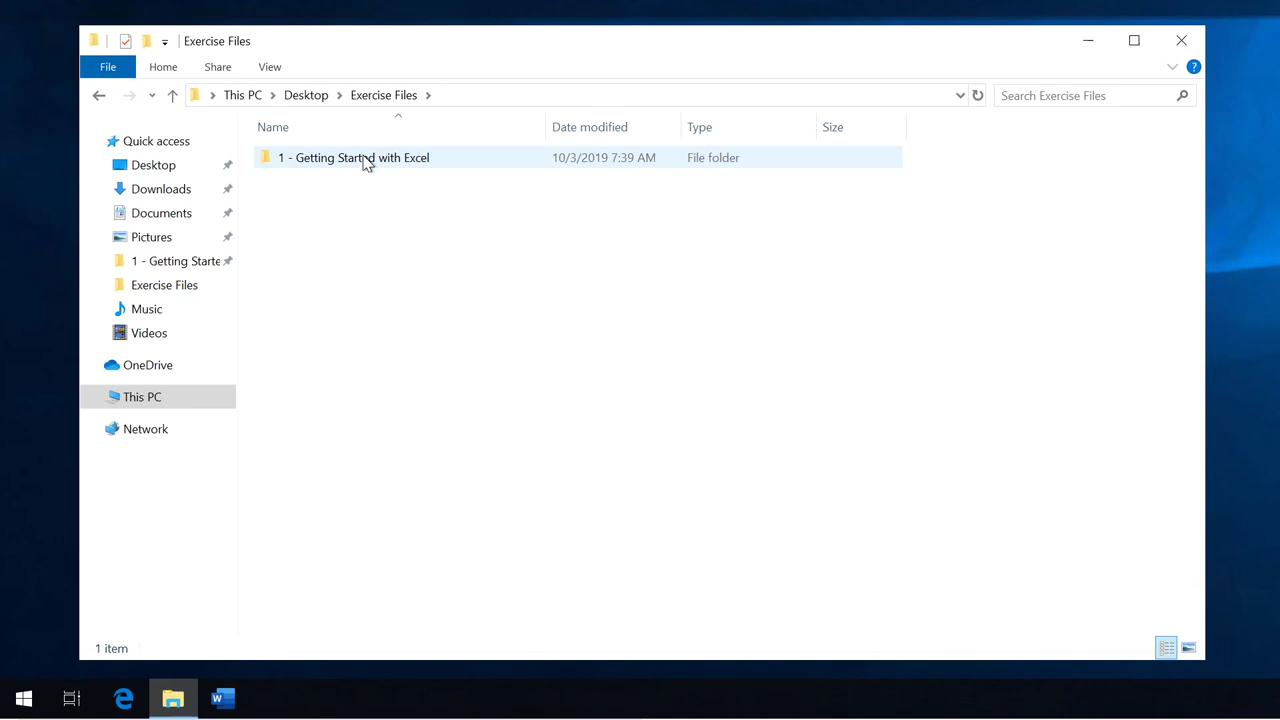 Exercise Files
File Home Share View
This PC Desktop Exercise Files Search Exercise Files
Name Date modified Type Size
1 - Getting Started with Excel 10/3/2019 7:39 AM File folder
Quick access
Desktop
Downloads
Documents
Pictures
1 - Getting Starte
Exercise Files
Music
Videos
OneDrive
This PC
Network
1 item